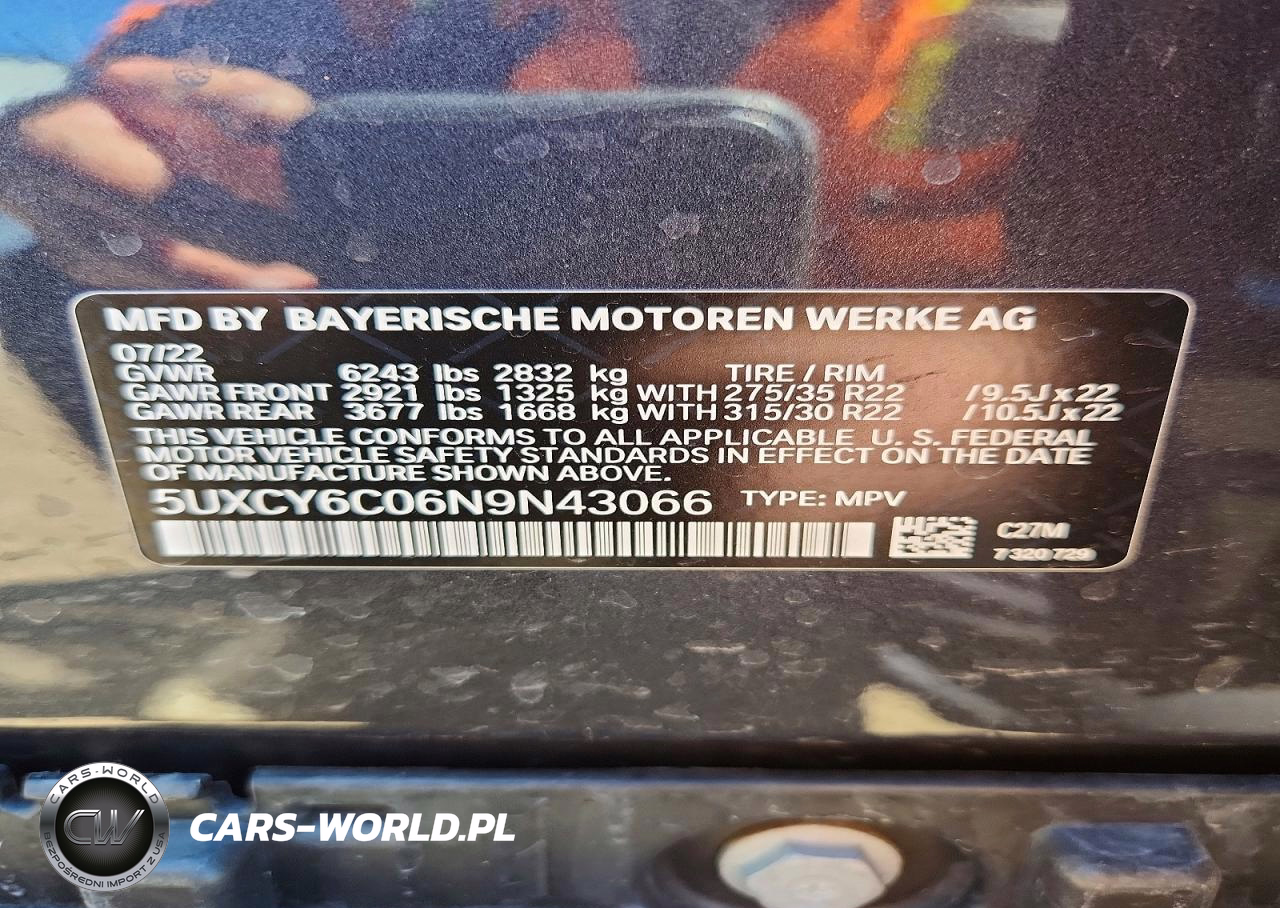 MFD BY BAYERISCHE MOTOREN WERKE AG
07/22
GVWR 6243 lbs 2832 kg TIRE / RIM
GAWR FRONT 2921 lbs 1325 kg WITH 275/35 R22 /9.5Jx22
GAWR REAR 3677 lbs 1668 kg WITH 315/30 R22 /10.5Jx22
THIS VEHICLE CONFORMS TO ALL APPLICABLE U. S. FEDERAL
MOTOR VEHICLE SAFETY STANDARDS IN EFFECT ON THE DATE
OF MANUFACTURE SHOWN ABOVE.
5UXCY6C06N9N43066 TYPE: MPV
C27M
7 320 729
CARS-WORLD
CW
BEZPOŚREDNI IMPORT Z USA
CARS-WORLD.PL